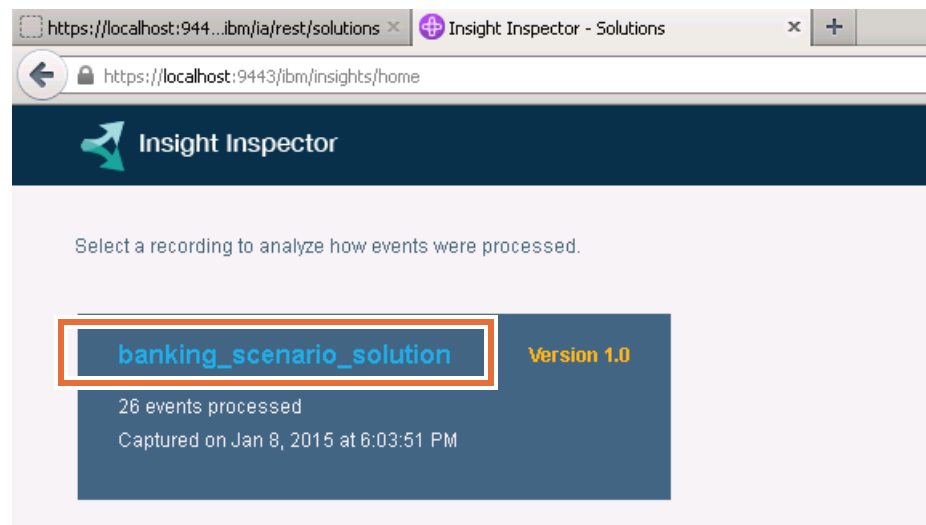 https://localhost:944...ibm/ia/rest/solutions × Insight Inspector - Solutions × +
https://localhost:9443/ibm/insights/home
Insight Inspector
Select a recording to analyze how events were processed.
banking_scenario_solution Version 1.0
26 events processed
Captured on Jan 8, 2015 at 6:03:51 PM